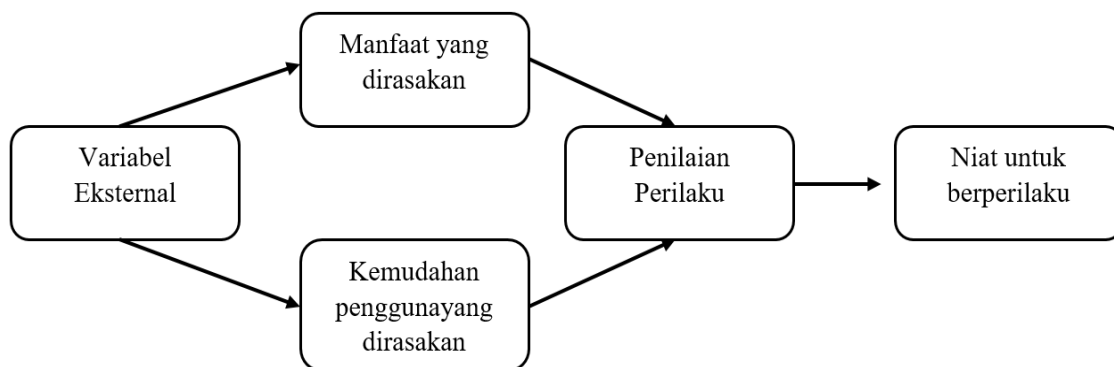 Manfaat yang
dirasakan
Variabel
Eksternal
Penilaian
Perilaku
Niat untuk
berperilaku
Kemudahan
penggunayang
dirasakan